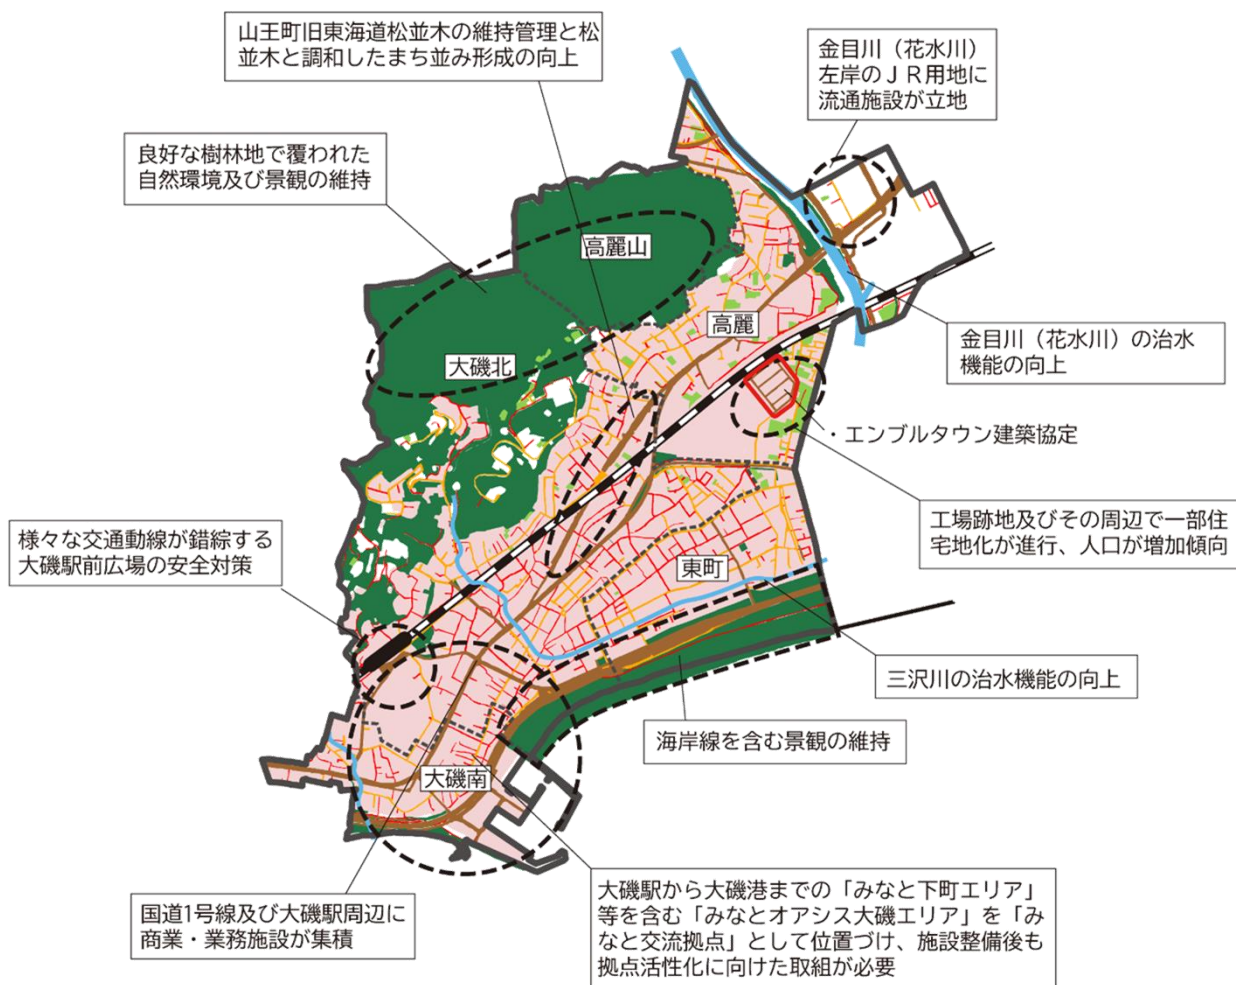 山王町旧東海道松並木の維持管理と松
並木と調和したまち並み形成の向上
金目川（花水川）
左岸のＪＲ用地に
流通施設が立地
良好な樹林地で覆われた
自然環境及び景観の維持
高麗山
高麗
大磯北
金目川（花水川）の治水
機能の向上
・エンブルタウン建築協定
工場跡地及びその周辺で一部住
宅地化が進行、人口が増加傾向
様々な交通動線が錯綜する
大磯駅前広場の安全対策
東町
三沢川の治水機能の向上
海岸線を含む景観の維持
大磯南
国道1号線及び大磯駅周辺に
商業・業務施設が集積
大磯駅から大磯港までの「みなと下町エリア」
等を含む「みなとオアシス大磯エリア」を「み
なと交流拠点」として位置づけ、施設整備後も
拠点活性化に向けた取組が必要